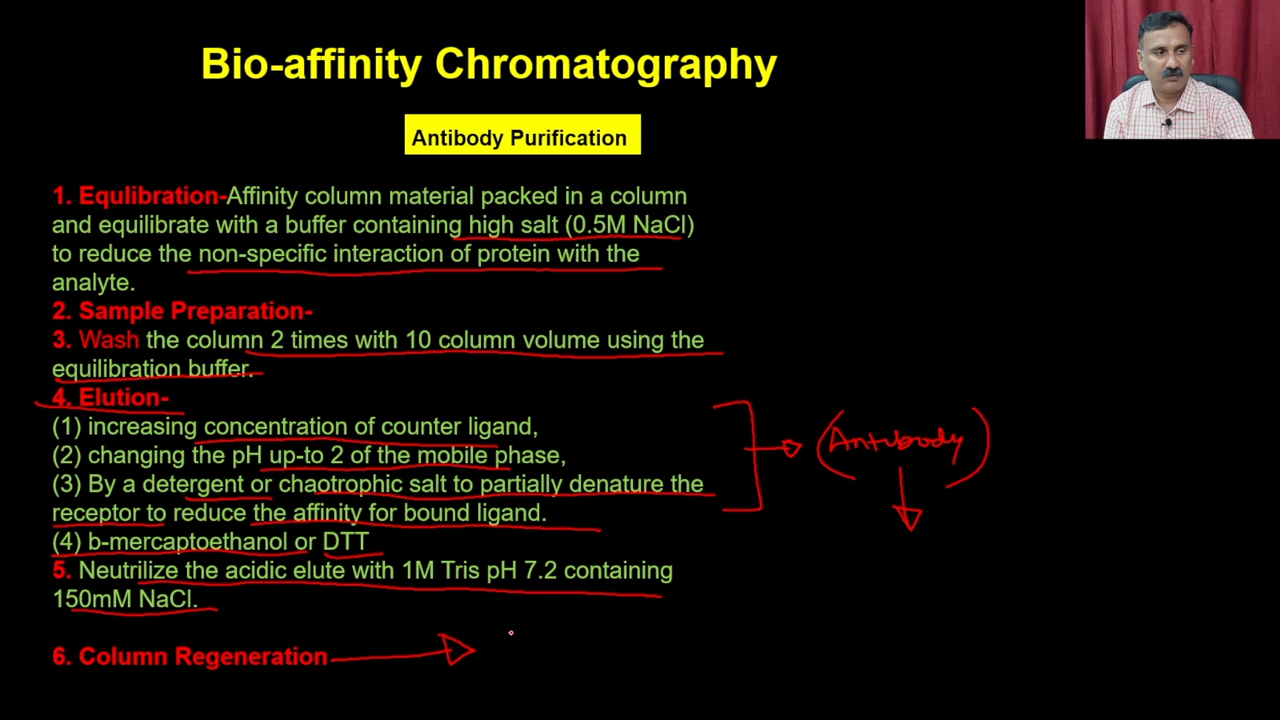 Bio-affinity Chromatography
Antibody Purification
1. Equlibration-Affinity column material packed in a column
and equilibrate with a buffer containing high salt (0.5M NaCl)
to reduce the non-specific interaction of protein with the
analyte.
2. Sample Preparation-
3. Wash the column 2 times with 10 column volume using the
equilibration buffer.
4. Elution-
(1) increasing concentration of counter ligand,
(2) changing the pH up-to 2 of the mobile phase,
(3) By a detergent or chaotrophic salt to partially denature the
receptor to reduce the affinity for bound ligand.
(4) b-mercaptoethanol or DTT
5. Neutrilize the acidic elute with 1M Tris pH 7.2 containing
150mM NaCl.
6. Column Regeneration
(Antibody)